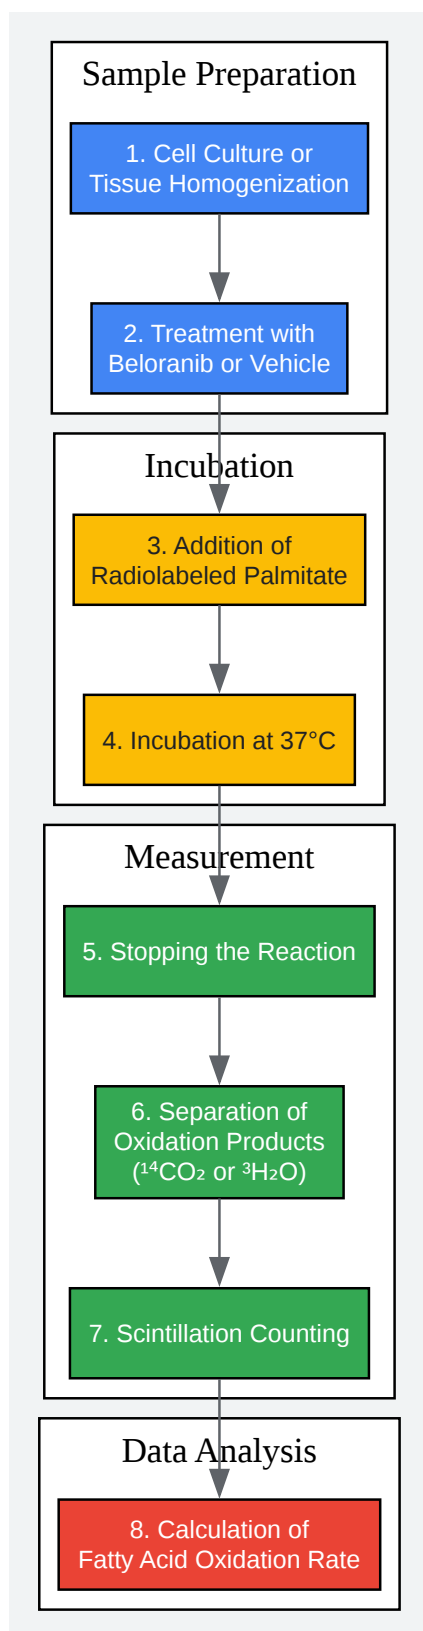 Sample Preparation
1. Cell Culture or
Tissue Homogenization
2. Treatment with
Beloranib or Vehicle
Incubation
3. Addition of
Radiolabeled Palmitate
4. Incubation at 37°C
Measurement
5. Stopping the Reaction
6. Separation of
Oxidation Products
(¹⁴CO₂ or ³H₂O)
7. Scintillation Counting
Data Analysis
8. Calculation of
Fatty Acid Oxidation Rate